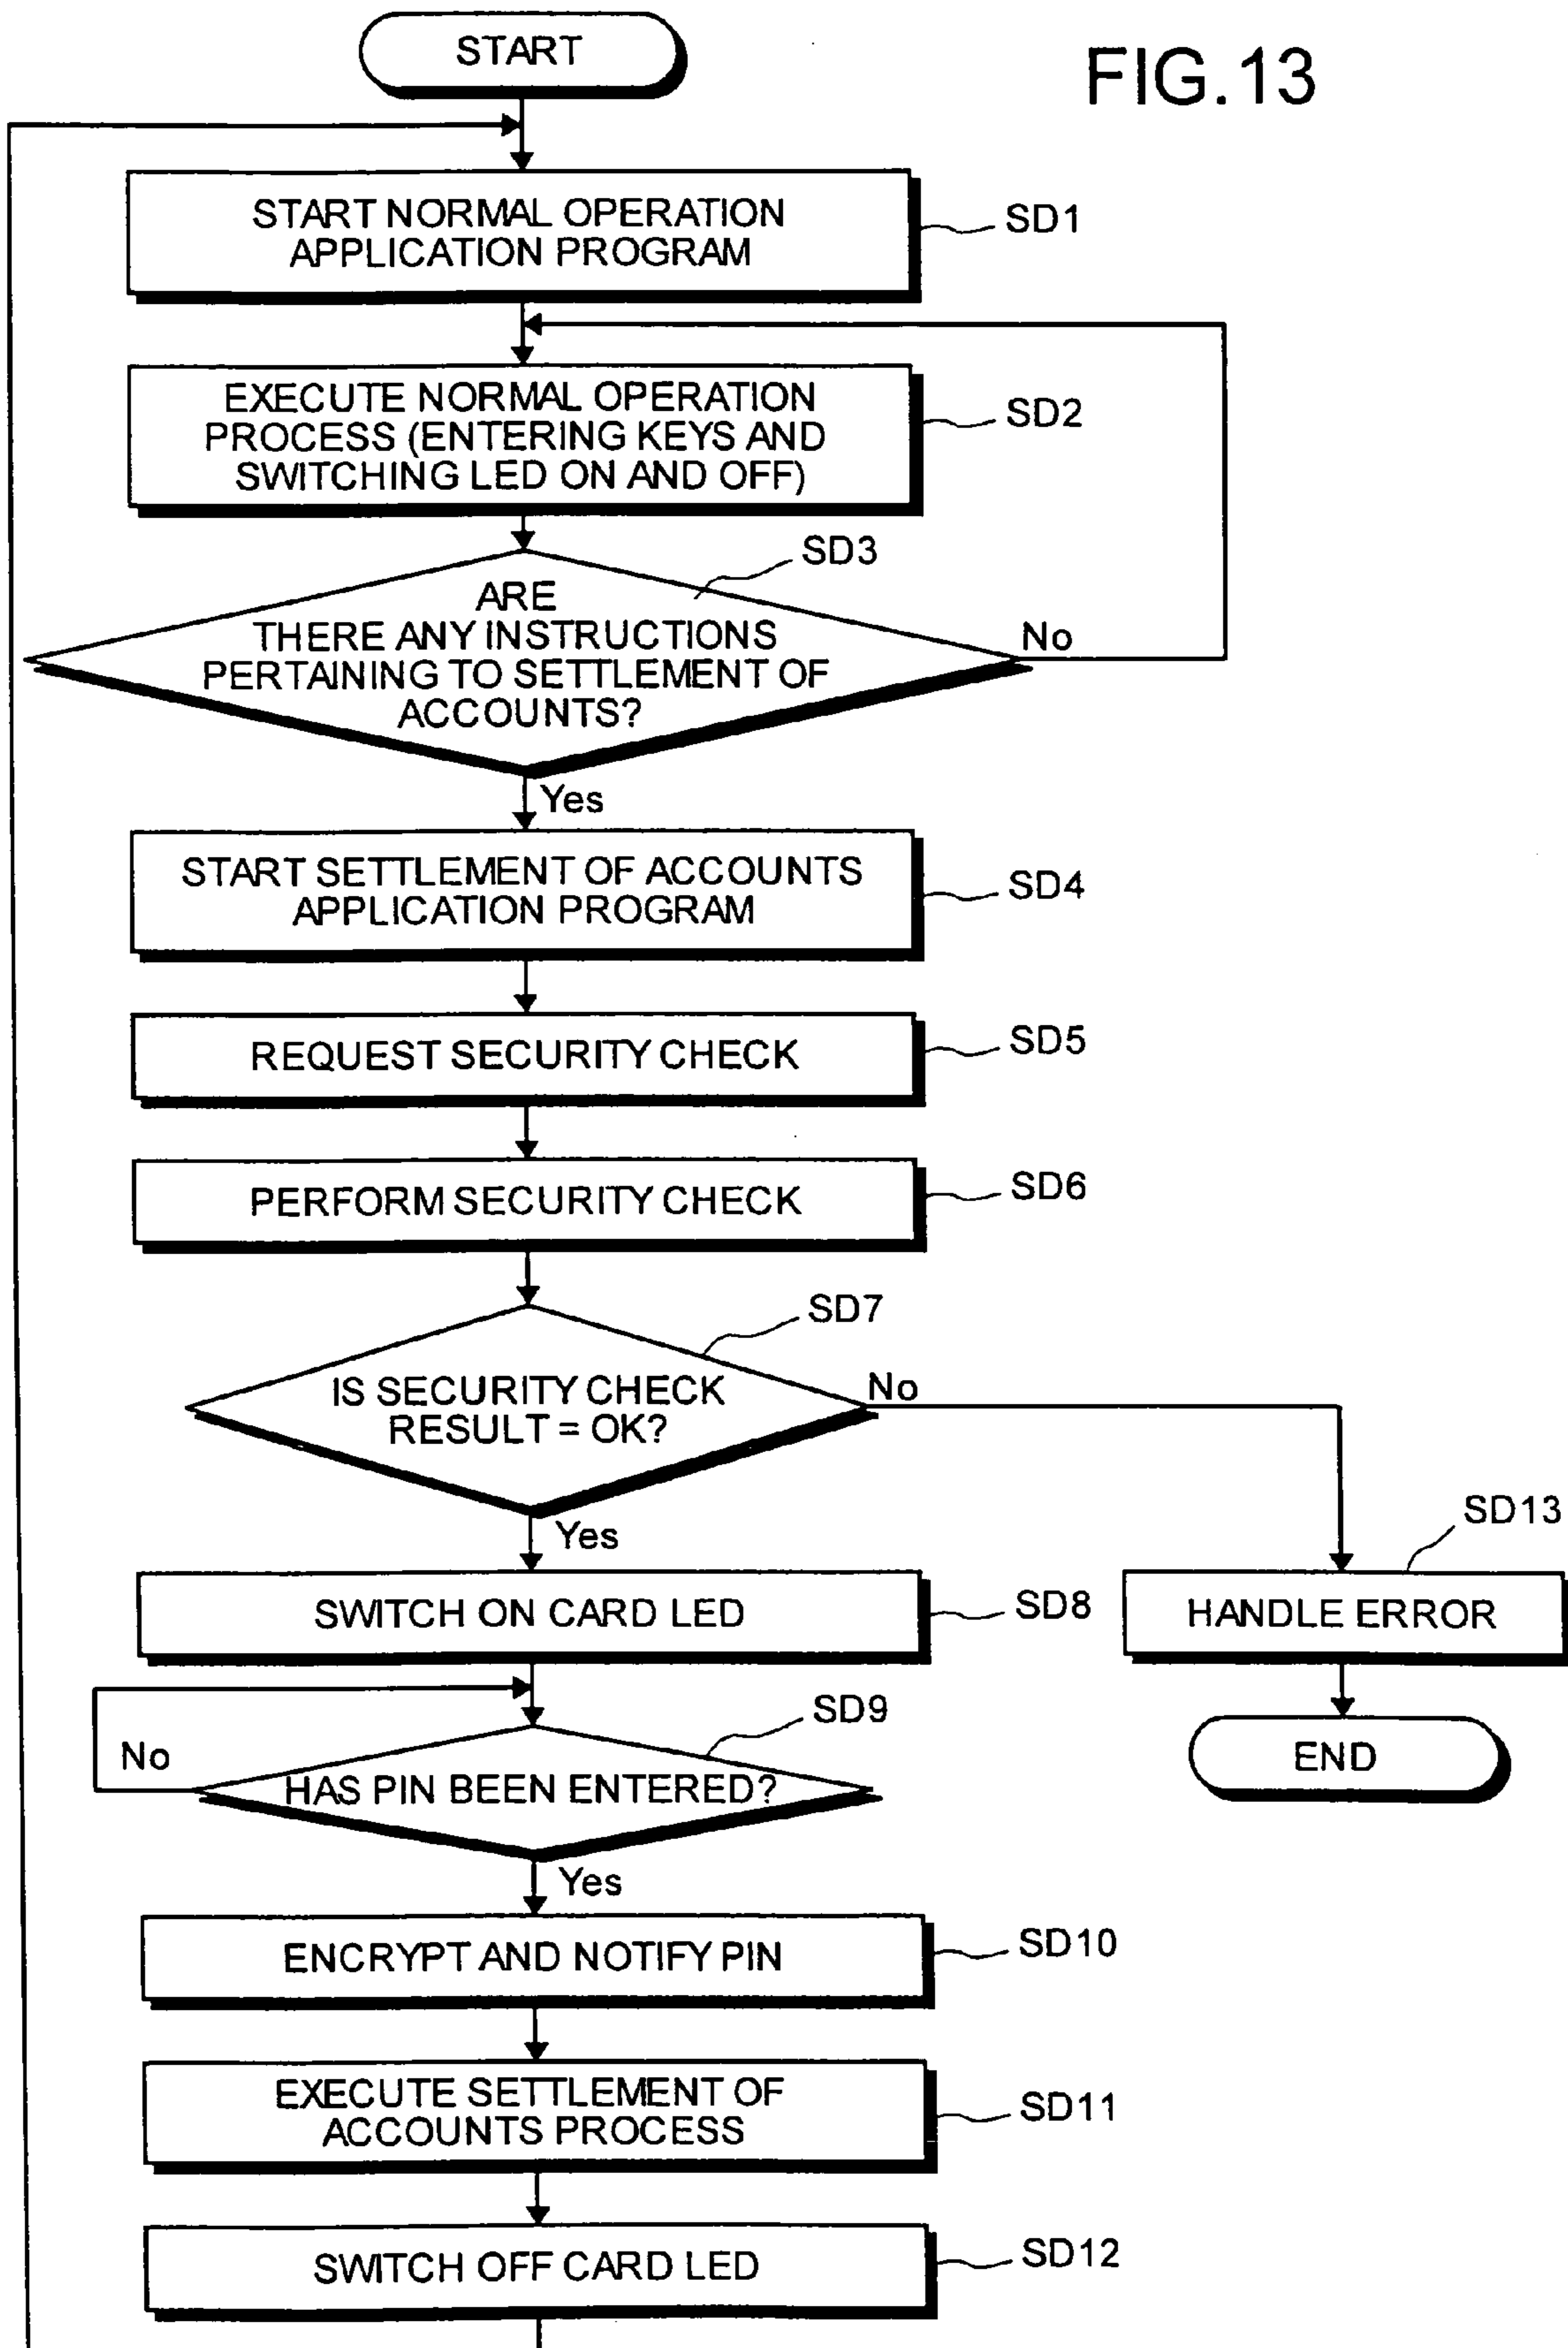 FIG.13
START
START NORMAL OPERATION
APPLICATION PROGRAM
SD1
EXECUTE NORMAL OPERATION
PROCESS (ENTERING KEYS AND
SWITCHING LED ON AND OFF)
SD2
SD3
ARE
THERE ANY INSTRUCTIONS
PERTAINING TO SETTLEMENT OF
ACCOUNTS?
No
Yes
START SETTLEMENT OF ACCOUNTS
APPLICATION PROGRAM
SD4
REQUEST SECURITY CHECK
SD5
PERFORM SECURITY CHECK
SD6
SD7
IS SECURITY CHECK
RESULT = OK?
No
Yes
SD13
SWITCH ON CARD LED
SD8
HANDLE ERROR
SD9
No
HAS PIN BEEN ENTERED?
END
Yes
ENCRYPT AND NOTIFY PIN
SD10
EXECUTE SETTLEMENT OF
ACCOUNTS PROCESS
SD11
SWITCH OFF CARD LED
SD12